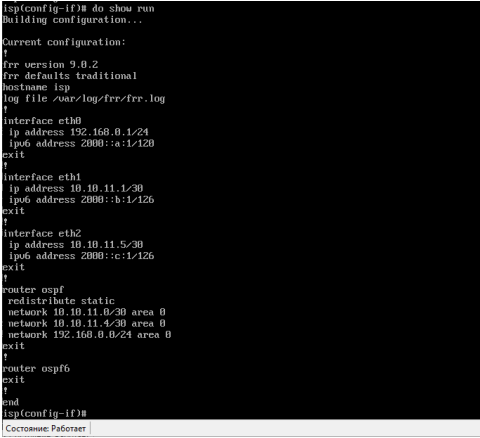 isp(config-if)# do show run
Building configuration...
Current configuration:
!
frr version 9.0.2
frr defaults traditional
hostname isp
log file /var/log/frr/frr.log
!
interface eth0
ip address 192.168.0.1/24
ipv6 address 2000::a:1/120
exit
!
interface eth1
ip address 10.10.11.1/30
ipv6 address 2000::b:1/126
exit
!
interface eth2
ip address 10.10.11.5/30
ipv6 address 2000::c:1/126
exit
!
router ospf
redistribute static
network 10.10.11.0/30 area 0
network 10.10.11.4/30 area 0
network 192.168.0.0/24 area 0
exit
!
router ospf6
exit
!
end
isp(config-if)#
Состояние: Работает